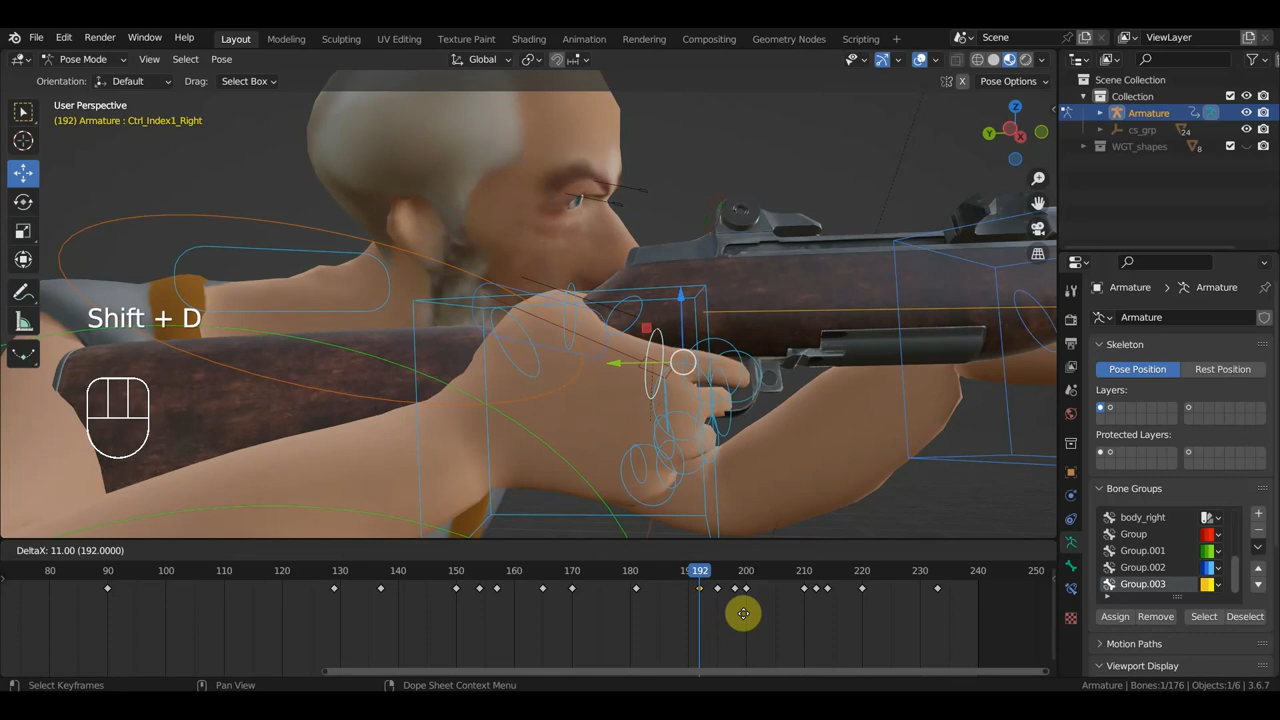 File Edit Render Window Help Layout Modeling Sculpting UV Editing Texture Paint Shading Animation Rendering Compositing Geometry Nodes Scripting + Scene ViewLayer
Pose Mode View Select Pose Global
Orientation: Default Drag: Select Box X Pose Options
Scene Collection
Collection
Armature
cs_grp 24
WGT_shapes 8
User Perspective
(192) Armature : Ctrl_Index1_Right
Z
Y
X
Shift + D
Armature Armature
Armature
Skeleton
Pose Position Rest Position
Layers:
Protected Layers:
Bone Groups
body_right
Group
Group.001
Group.002
Group.003
Assign Remove Select Deselect
Motion Paths
Viewport Display
DeltaX: 11.00 (192.0000)
80 90 100 110 120 130 140 150 160 170 180 192 200 210 220 230 240 250
Select Keyframes Pan View Dope Sheet Context Menu Armature | Bones:1/176 | Objects:1/6 | 3.6.7